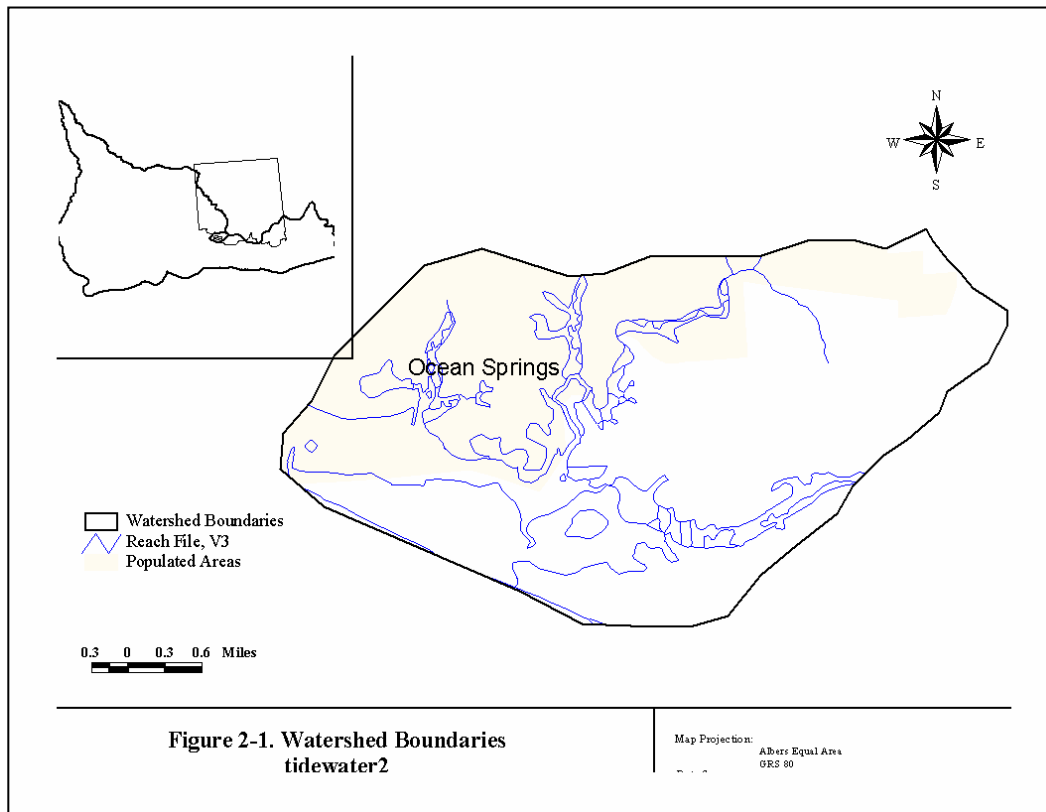 N
W E
S
Ocean Springs
Watershed Boundaries
Reach File, V3
Populated Areas
0.3 0 0.3 0.6 Miles
Figure 2-1. Watershed Boundaries
tidewater2
Map Projection:
Albers Equal Area
GRS 80